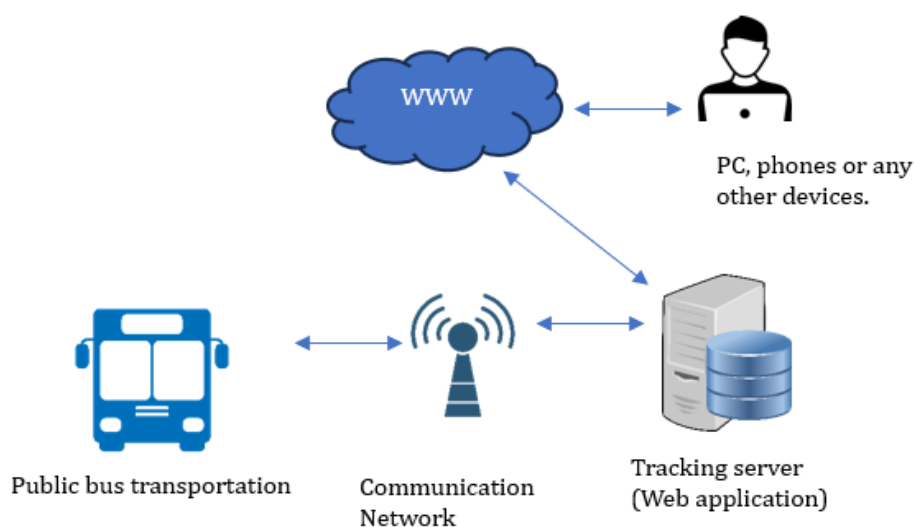 WWW
PC, phones or any
other devices.
Public bus transportation
Communication
Network
Tracking server
(Web application)